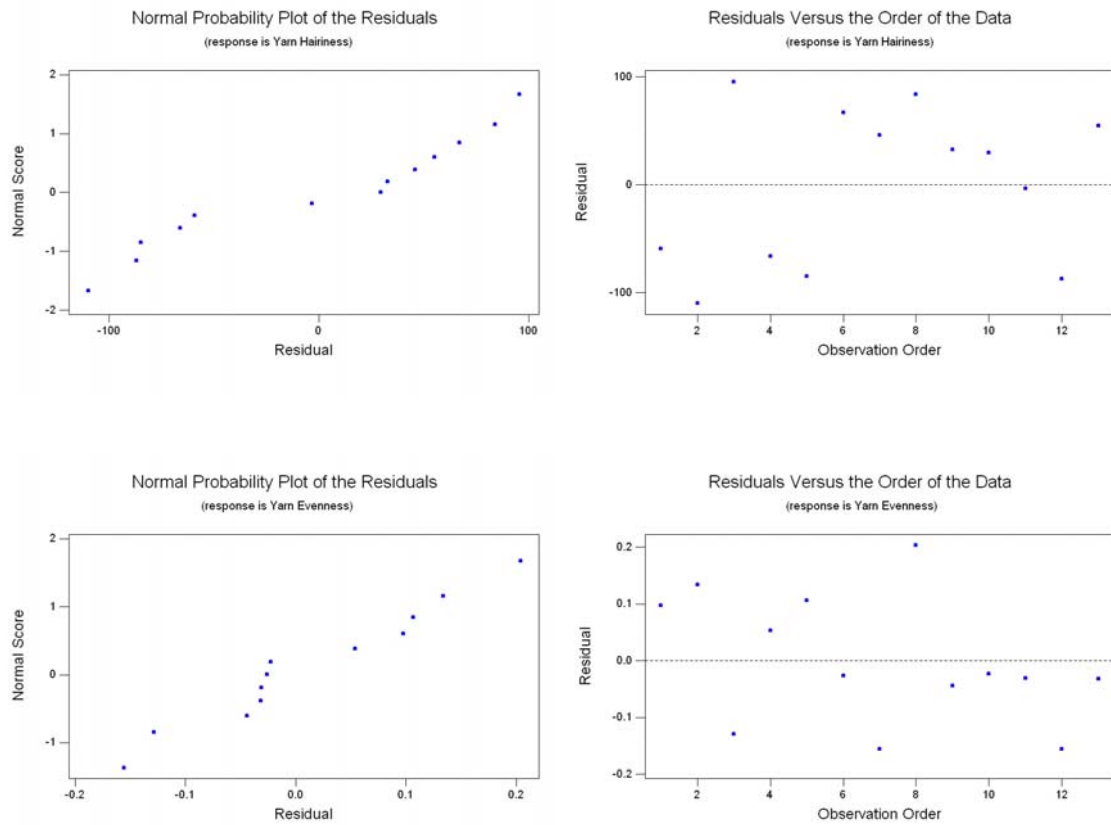 Normal Probability Plot of the Residuals
(response is Yarn Hairiness)
2
1
0
-1
-2
Normal Score
-100
0
100
Residual
Residuals Versus the Order of the Data
(response is Yarn Hairiness)
100
0
-100
Residual
2
4
6
8
10
12
Observation Order
Normal Probability Plot of the Residuals
(response is Yarn Evenness)
2
1
0
-1
Normal Score
-0.2
-0.1
0.0
0.1
0.2
Residual
Residuals Versus the Order of the Data
(response is Yarn Evenness)
0.2
0.1
0.0
-0.1
-0.2
Residual
2
4
6
8
10
12
Observation Order